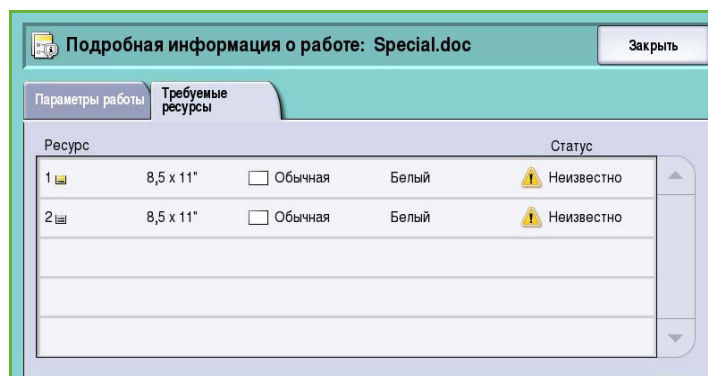 Подробная информация о работе: Special.doc
Закрыть
Параметры работы
Требуемые
ресурсы
Ресурс Статус
1 8,5 x 11" Обычная Белый Неизвестно
2 8,5 x 11" Обычная Белый Неизвестно